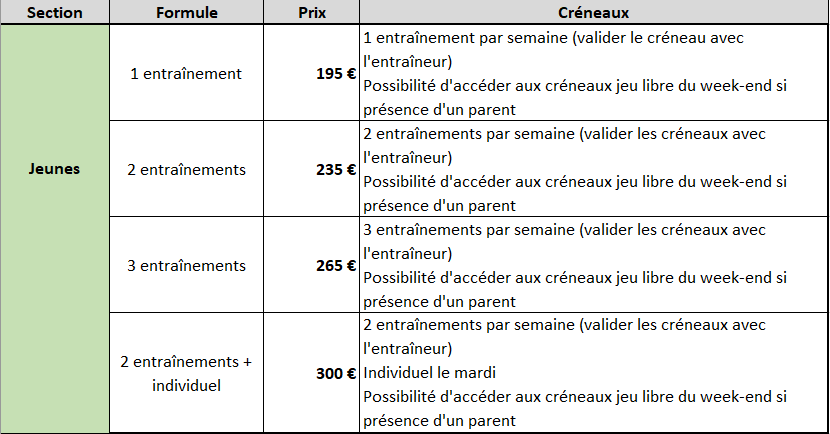 Section Formule Prix Créneaux
Jeunes
1 entraînement
195 €
1 entraînement par semaine (valider le créneau avec
l'entraîneur)
Possibilité d'accéder aux créneaux jeu libre du week-end si
présence d'un parent
2 entraînements
235 €
2 entraînements par semaine (valider les créneaux avec
l'entraîneur)
Possibilité d'accéder aux créneaux jeu libre du week-end si
présence d'un parent
3 entraînements
265 €
3 entraînements par semaine (valider les créneaux avec
l'entraîneur)
Possibilité d'accéder aux créneaux jeu libre du week-end si
présence d'un parent
2 entraînements +
individuel
300 €
2 entraînements par semaine (valider les créneaux avec
l'entraîneur)
Individuel le mardi
Possibilité d'accéder aux créneaux jeu libre du week-end si
présence d'un parent